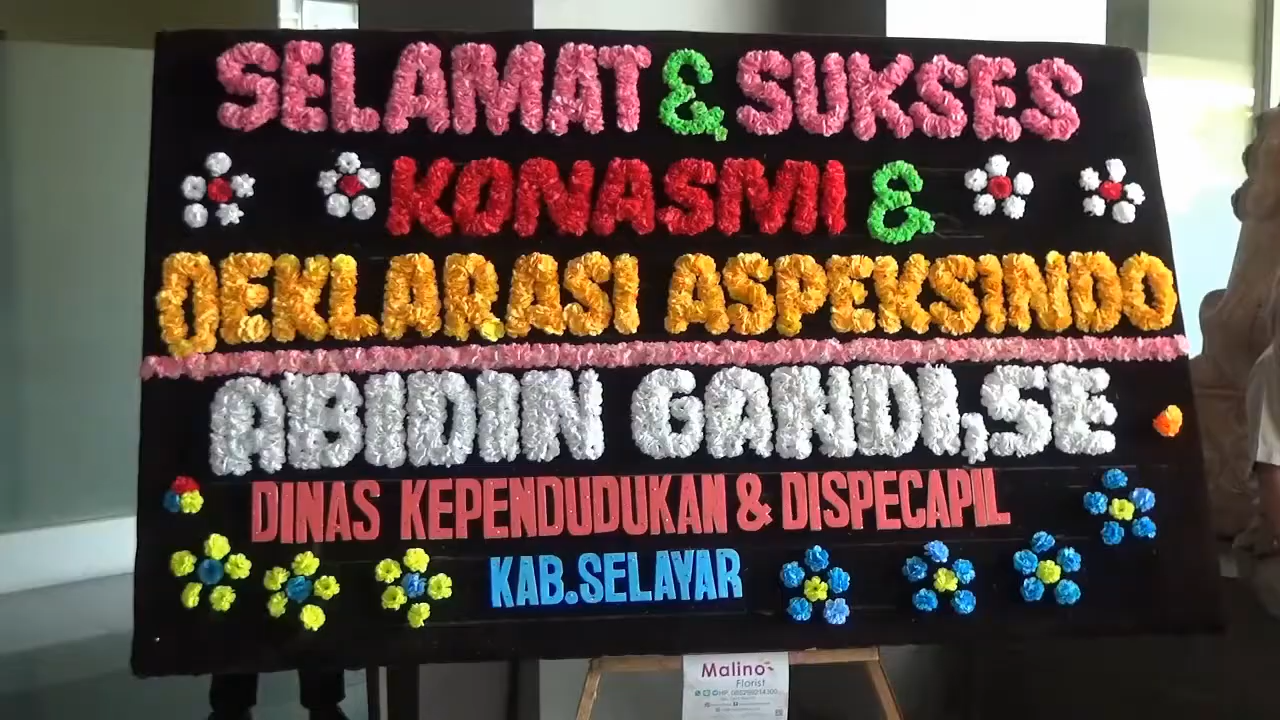 SELAMAT & SUKSES
KONASMI &
DEKLARASI ASPEKSINDO
ABIDIN GANDI,SE
DINAS KEPENDUDUKAN & DISPECAPIL
KAB.SELAYAR
Malino
Florist